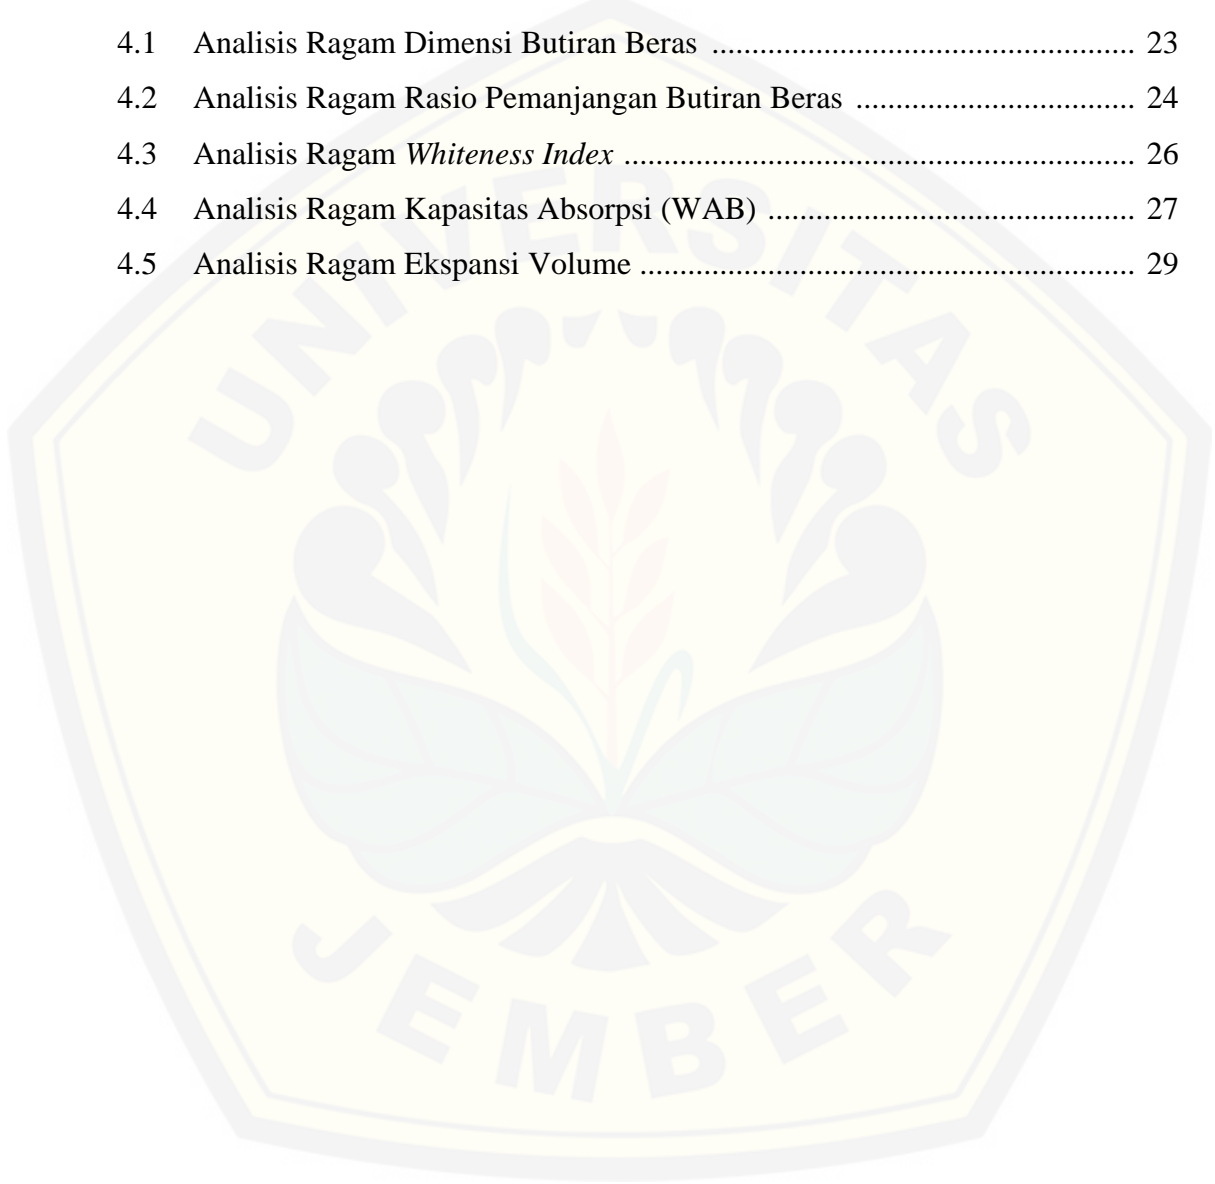 4.1 Analisis Ragam Dimensi Butiran Beras ................................................... 23
4.2 Analisis Ragam Rasio Pemanjangan Butiran Beras .................................. 24
4.3 Analisis Ragam Whiteness Index .............................................................. 26
4.4 Analisis Ragam Kapasitas Absorpsi (WAB) ............................................ 27
4.5 Analisis Ragam Ekspansi Volume ............................................................ 29
UNIVERSITAS
JEMBER